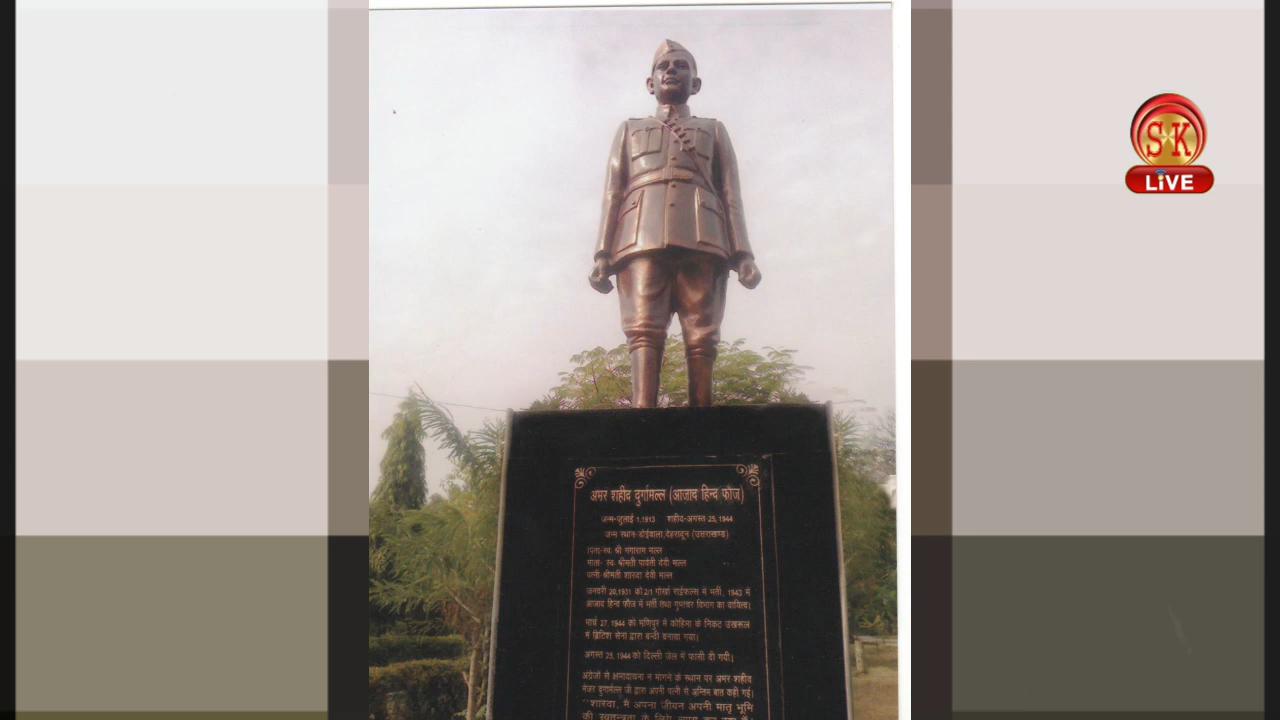 SK
LiVE
अमर शहीद दुर्गामल्ल (आजाद हिन्द फौज)
जन्म-जुलाई 1,1913 शहीद-अगस्त 25, 1944
जन्म स्थान-डोईवाला,देहरादून (उत्तराखण्ड)
पिता-स्व. श्री गंगाराम मल्ल
माता- स्व. श्रीमती पार्वती देवी मल्ल
पत्नी-श्रीमती शारदा देवी मल्ल
जनवरी 20,1931 को 2/1 गोर्खा राईफल्स में भर्ती, 1943 में
आजाद हिन्द फौज में भर्ती तथा गुप्तचर विभाग का दायित्व।
मार्च 27, 1944 को मणिपुर में कोहिमा के निकट उखरूल
में ब्रिटिश सेना द्वारा बन्दी बनाया गया।
अगस्त 25, 1944 को दिल्ली जेल में फांसी दी गयी।
अंग्रेजों से क्षमायाचना न मांगने के स्थान पर अमर शहीद
मेजर दुर्गामल्ल जी द्वारा अपनी पत्नी से अन्तिम बात कही गई।
''शारदा, मैं अपना जीवन अपनी मातृ भूमि
की स्वतन्त्रता के लिए